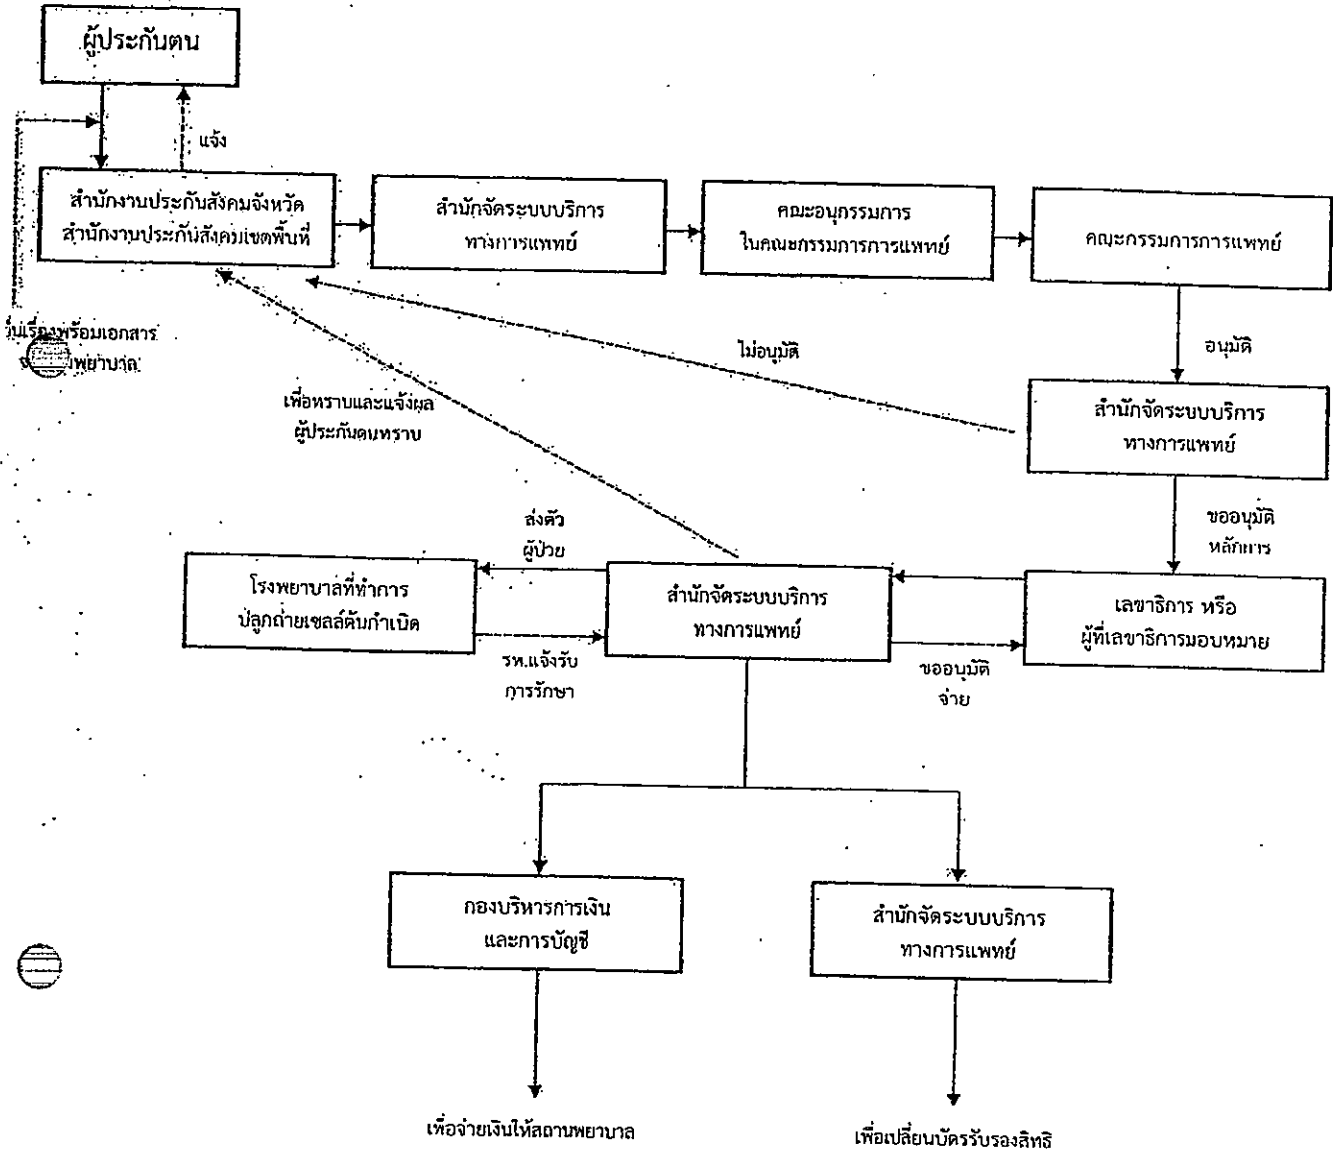 ผู้ประกันตน
แจ้ง
สำนักงานประกันสังคมจังหวัด
สำนักงานประกันสังคมเขตพื้นที่
สำนักจัดระบบบริการ
ทางการแพทย์
คณะอนุกรรมการ
ในคณะกรรมการการแพทย์
คณะกรรมการการแพทย์
เรื่องพร้อมเอกสาร
พยาบาล
ไม่อนุมัติ
อนุมัติ
เพื่อทราบและแจ้งผล
ผู้ประกันตนทราบ
สำนักจัดระบบบริการ
ทางการแพทย์
ขออนุมัติ
หลักการ
ส่งตัว
ผู้ป่วย
โรงพยาบาลที่ทำการ
ปลูกถ่ายเซลล์ต้นกำเนิด
สำนักจัดระบบบริการ
ทางการแพทย์
เลขาธิการ หรือ
ผู้ที่เลขาธิการมอบหมาย
รพ.แจ้งรับ
การรักษา
ขออนุมัติ
จ่าย
กองบริหารการเงิน
และการบัญชี
สำนักจัดระบบบริการ
ทางการแพทย์
เพื่อจ่ายเงินให้สถานพยาบาล
เพื่อเปลี่ยนบัตรรับรองสิทธิ